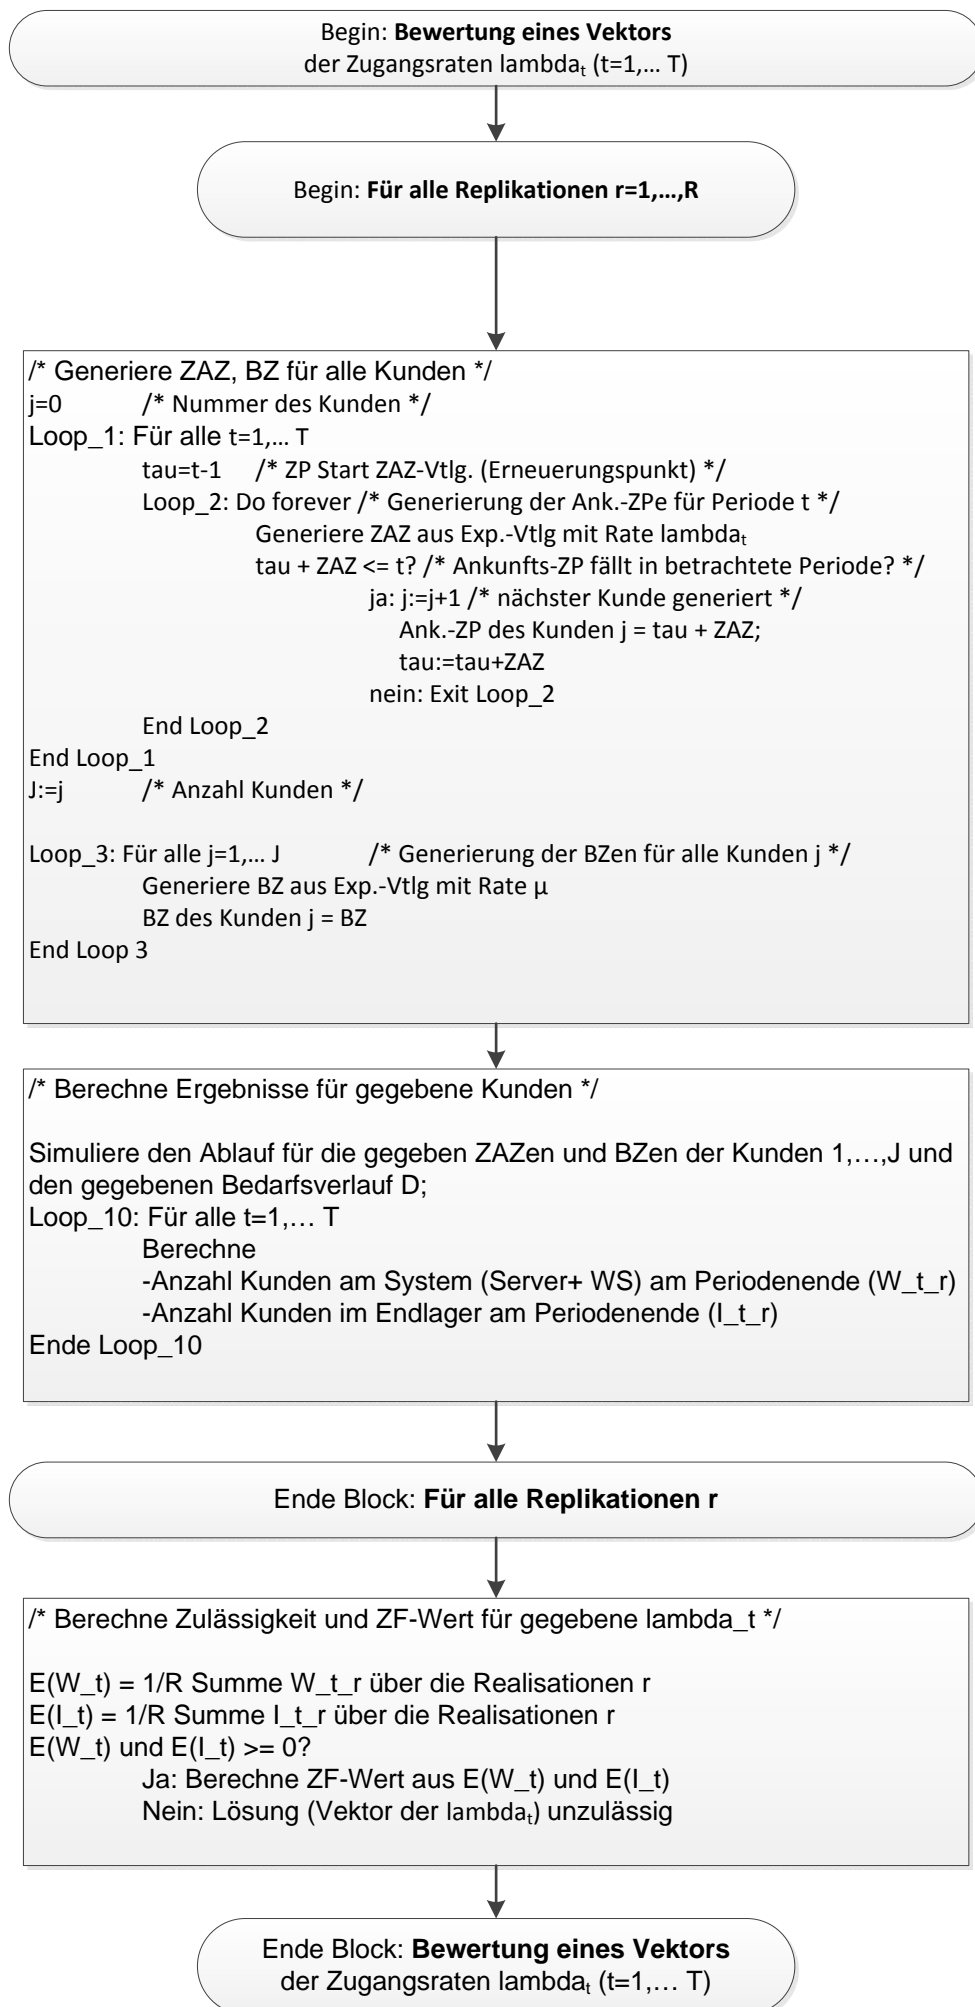 Begin: Bewertung eines Vektors
der Zugangsraten lambdaₜ (t=1,... T)
Begin: Für alle Replikationen r=1,...,R
/* Generiere ZAZ, BZ für alle Kunden */
j=0 /* Nummer des Kunden */
Loop_1: Für alle t=1,... T
tau=t-1 /* ZP Start ZAZ-Vtlg. (Erneuerungspunkt) */
Loop_2: Do forever /* Generierung der Ank.-ZPe für Periode t */
Generiere ZAZ aus Exp.-Vtlg mit Rate lambdaₜ
tau + ZAZ <= t? /* Ankunfts-ZP fällt in betrachtete Periode? */
ja: j:=j+1 /* nächster Kunde generiert */
Ank.-ZP des Kunden j = tau + ZAZ;
tau:=tau+ZAZ
nein: Exit Loop_2
End Loop_2
End Loop_1
J:=j /* Anzahl Kunden */
Loop_3: Für alle j=1,... J /* Generierung der BZen für alle Kunden j */
Generiere BZ aus Exp.-Vtlg mit Rate µ
BZ des Kunden j = BZ
End Loop 3
/* Berechne Ergebnisse für gegebene Kunden */
Simuliere den Ablauf für die gegeben ZAZen und BZen der Kunden 1,...,J und
den gegebenen Bedarfsverlauf D;
Loop_10: Für alle t=1,... T
Berechne
-Anzahl Kunden am System (Server+ WS) am Periodenende (W_t_r)
-Anzahl Kunden im Endlager am Periodenende (I_t_r)
Ende Loop_10
Ende Block: Für alle Replikationen r
/* Berechne Zulässigkeit und ZF-Wert für gegebene lambda_t */
E(W_t) = 1/R Summe W_t_r über die Realisationen r
E(I_t) = 1/R Summe I_t_r über die Realisationen r
E(W_t) und E(I_t) >= 0?
Ja: Berechne ZF-Wert aus E(W_t) und E(I_t)
Nein: Lösung (Vektor der lambdaₜ) unzulässig
Ende Block: Bewertung eines Vektors
der Zugangsraten lambdaₜ (t=1,... T)